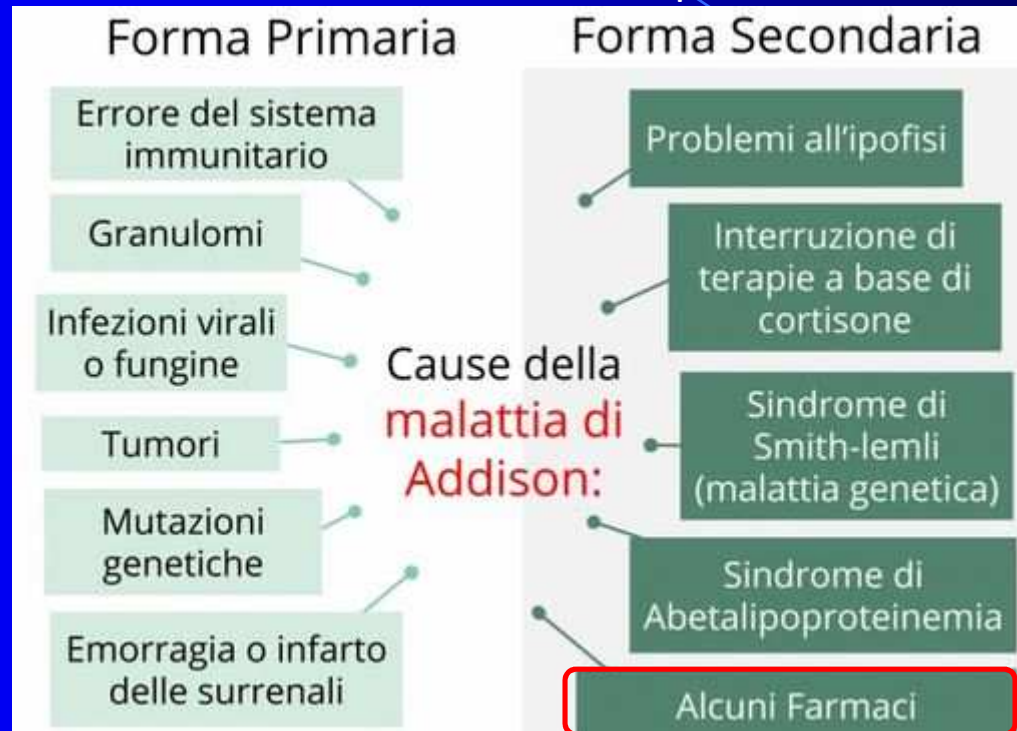 Forma Primaria
Errore del sistema
immunitario
Granulomi
Infezioni virali
o fungine
Tumori
Mutazioni
genetiche
Emorragia o infarto
delle surrenali
Cause della
malattia di
Addison:
Forma Secondaria
Problemi all'ipofisi
Interruzione di
terapie a base di
cortisone
Sindrome di
Smith-lemli
(malattia genetica)
Sindrome di
Abetalipoproteinemia
Alcuni Farmaci